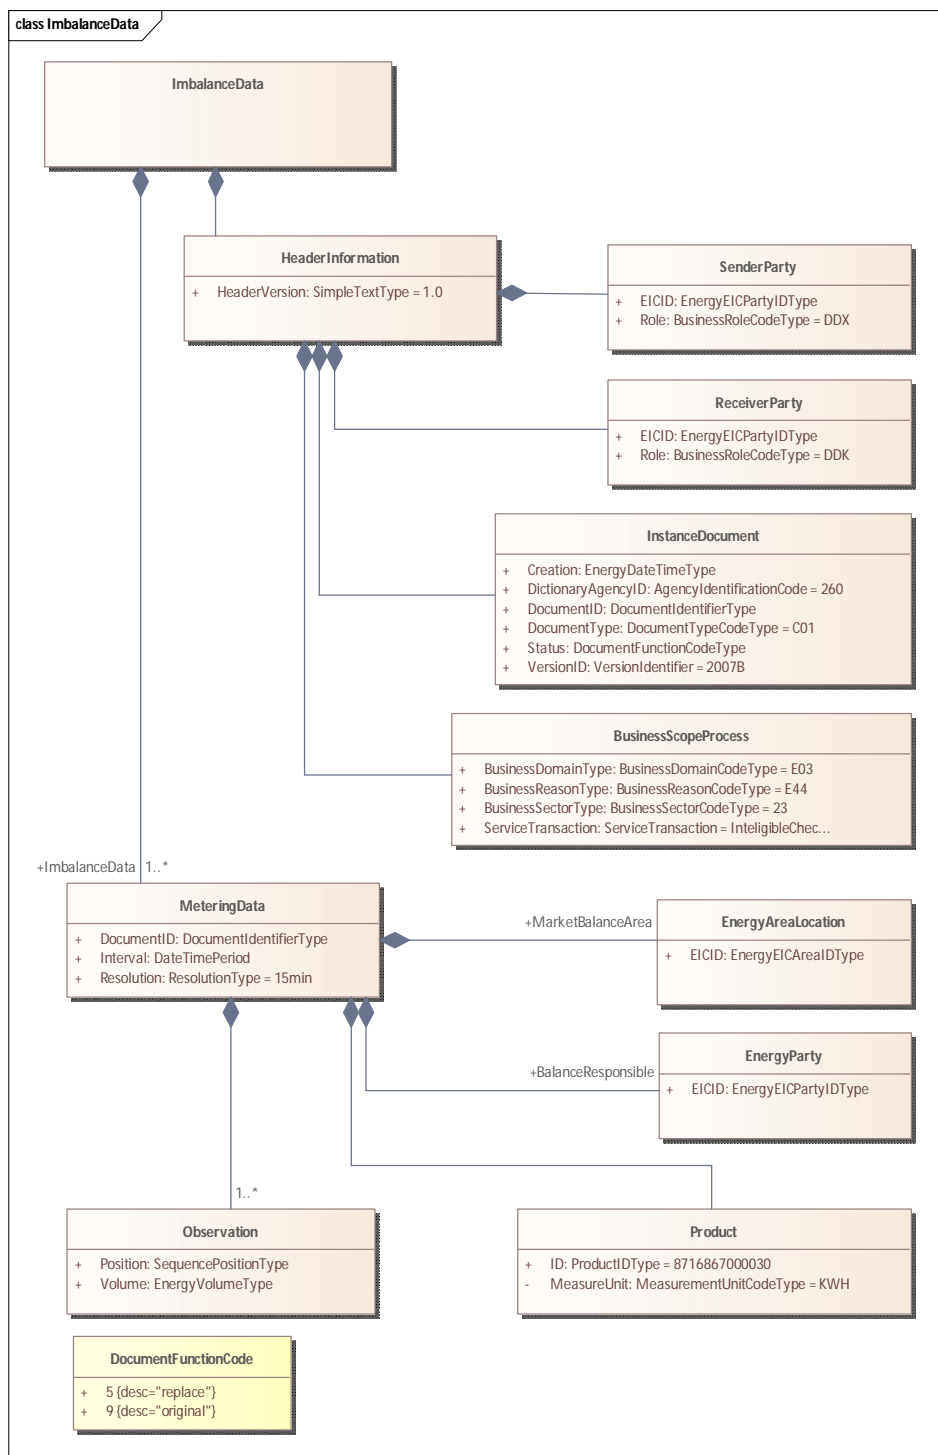 class ImbalanceData
ImbalanceData
HeaderInformation
+ HeaderVersion: SimpleTextType = 1.0
SenderParty
+ EICID: EnergyEICPartyIDType
+ Role: BusinessRoleCodeType = DDX
ReceiverParty
+ EICID: EnergyEICPartyIDType
+ Role: BusinessRoleCodeType = DDK
InstanceDocument
+ Creation: EnergyDateTimeType
+ DictionaryAgencyID: AgencyIdentificationCode = 260
+ DocumentID: DocumentIdentifierType
+ DocumentType: DocumentTypeCodeType = C01
+ Status: DocumentFunctionCodeType
+ VersionID: VersionIdentifier = 2007B
BusinessScopeProcess
+ BusinessDomainType: BusinessDomainCodeType = E03
+ BusinessReasonType: BusinessReasonCodeType = E44
+ BusinessSectorType: BusinessSectorCodeType = 23
+ ServiceTransaction: ServiceTransaction = InteligibleChec...
+ImbalanceData 1..*
MeteringData
+ DocumentID: DocumentIdentifierType
+ Interval: DateTimePeriod
+ Resolution: ResolutionType = 15min
+MarketBalanceArea
EnergyAreaLocation
+ EICID: EnergyEICAreaIDType
+BalanceResponsible
EnergyParty
+ EICID: EnergyEICPartyIDType
1..*
Observation
+ Position: SequencePositionType
+ Volume: EnergyVolumeType
Product
+ ID: ProductIDType = 8716867000030
- MeasureUnit: MeasurementUnitCodeType = KWH
DocumentFunctionCode
+ 5 {desc="replace"}
+ 9 {desc="original"}